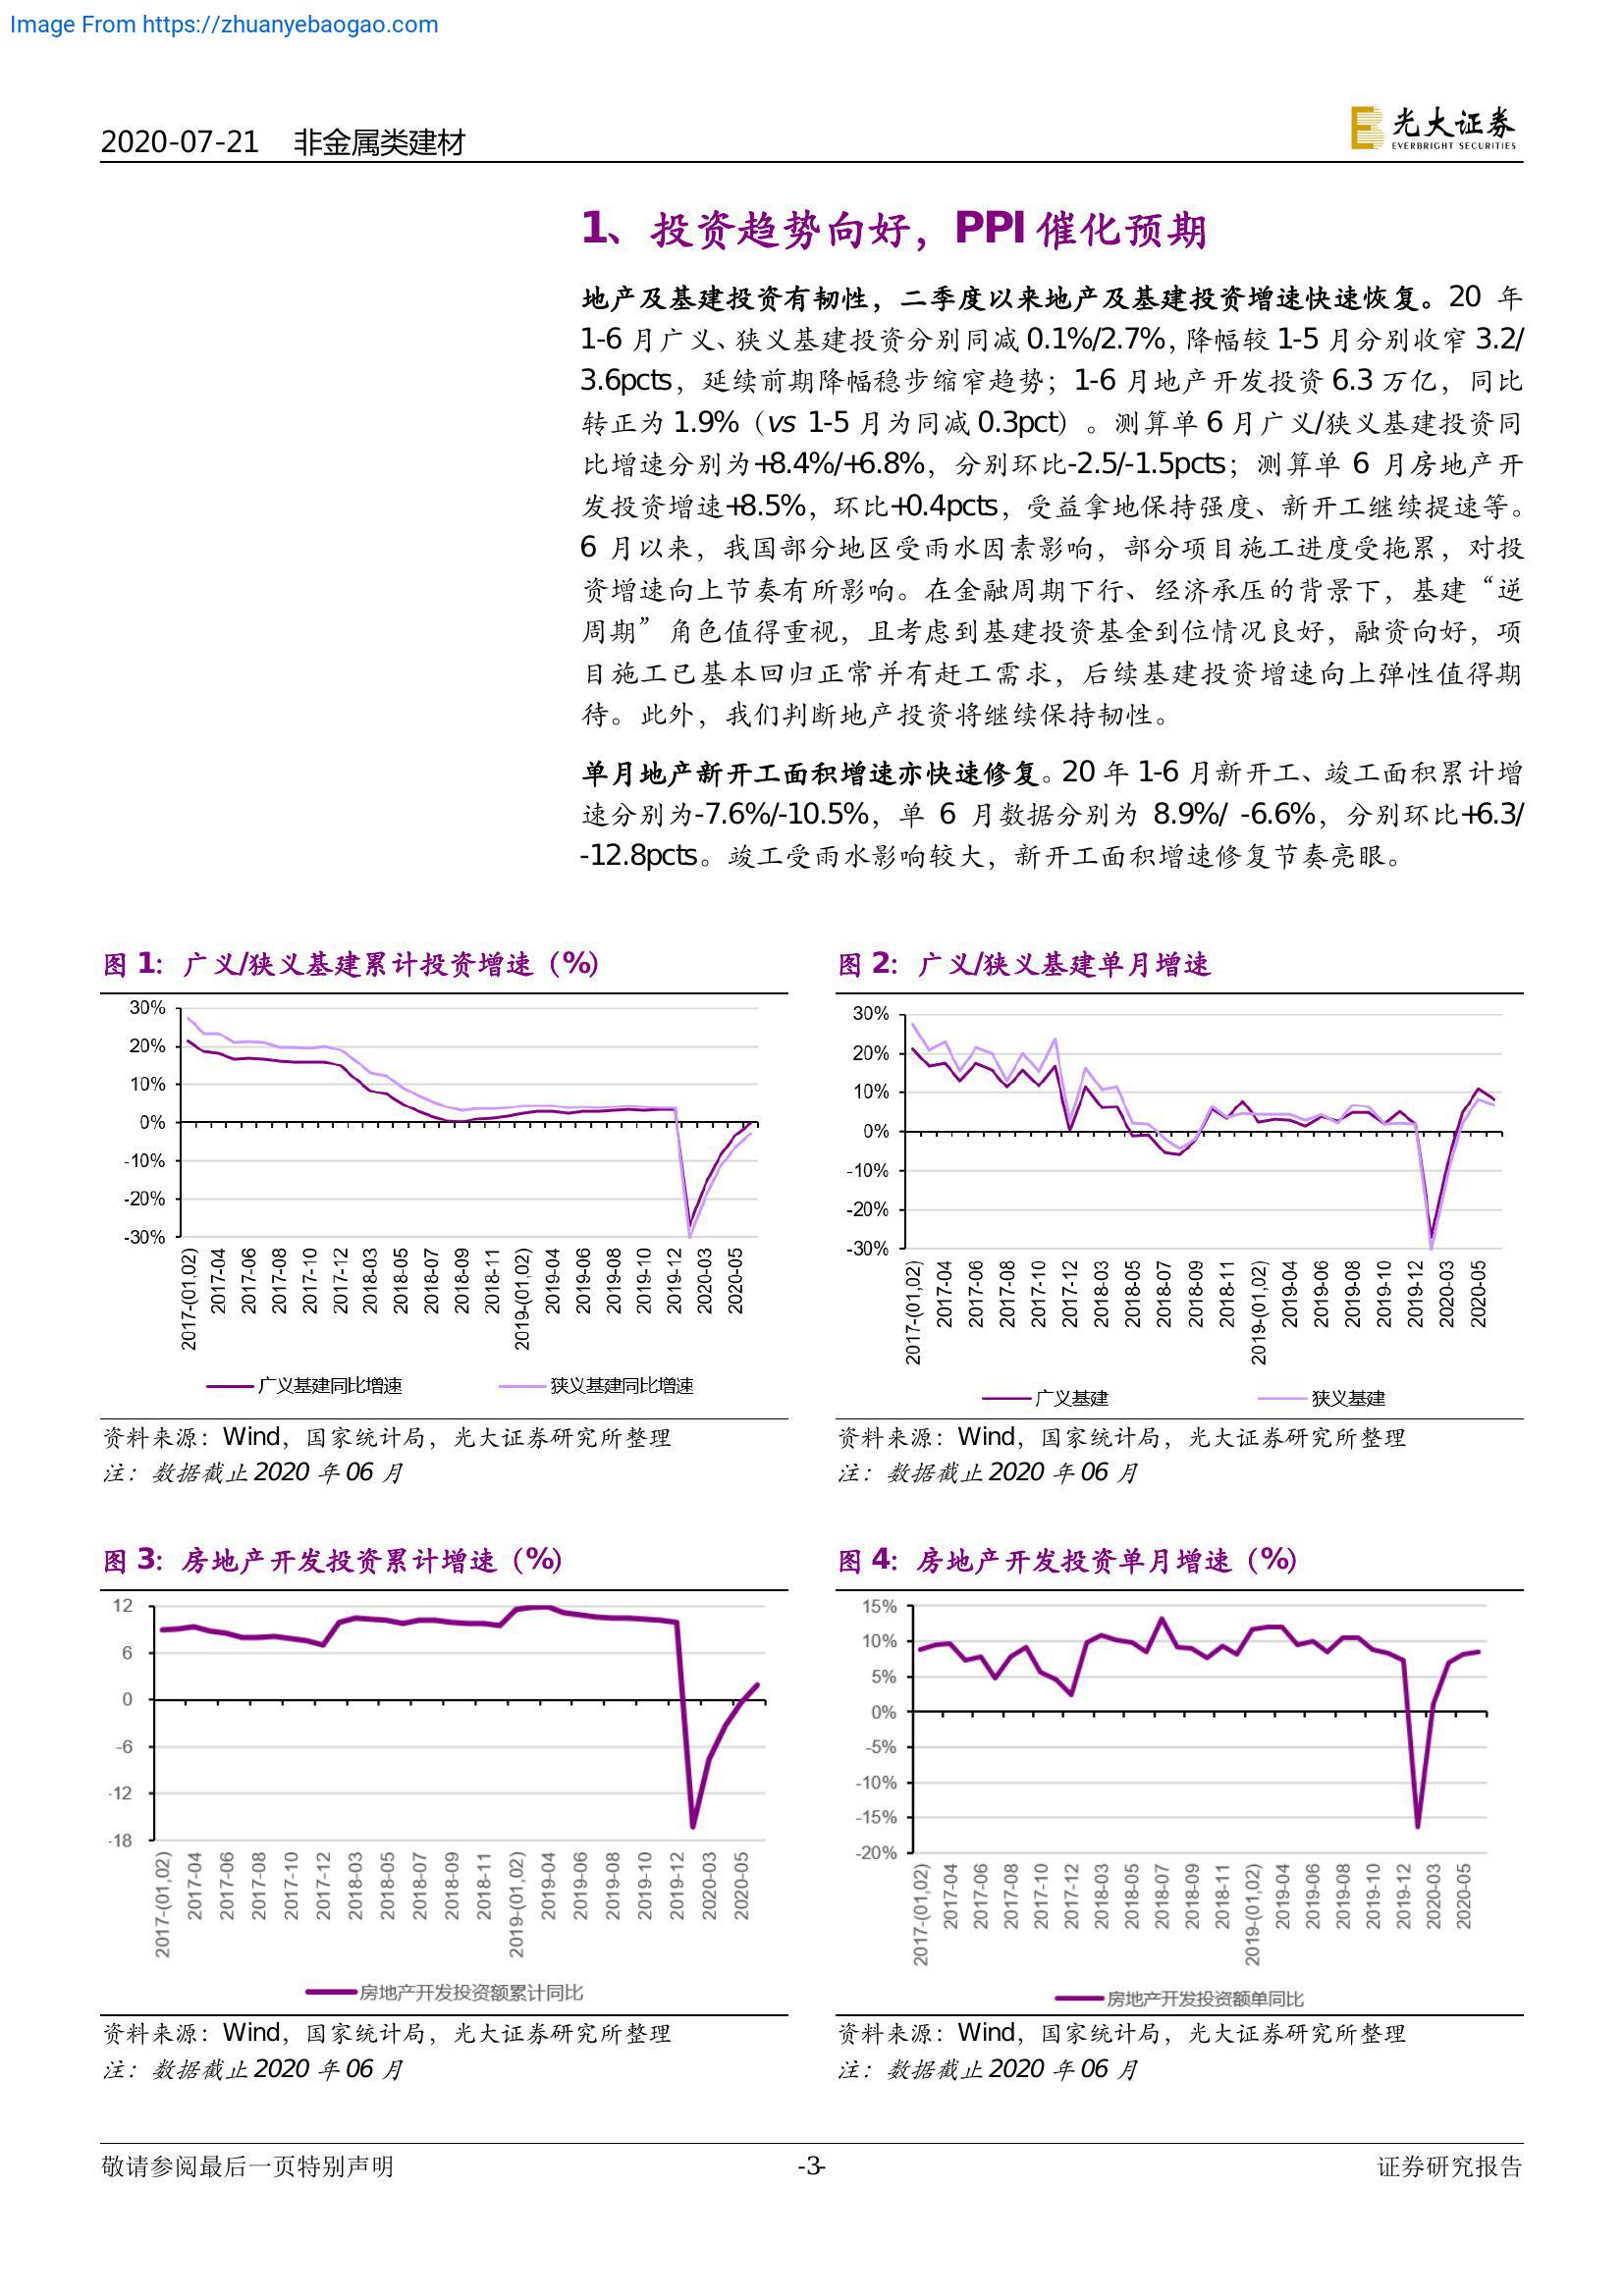 Image From https://zhuanyebaogao.com
2020-07-21 非金属类建材
光大证券
EVERBRIGHT SECURITIES
1、投资趋势向好，PPI 催化预期
地产及基建投资有韧性，二季度以来地产及基建投资增速快速恢复。20 年
1-6 月广义、狭义基建投资分别同减 0.1%/2.7%，降幅较 1-5 月分别收窄 3.2/
3.6pcts，延续前期降幅稳步缩窄趋势；1-6 月地产开发投资 6.3 万亿，同比
转正为 1.9%（vs 1-5 月为同减 0.3pct）。测算单 6 月广义/狭义基建投资同
比增速分别为+8.4%/+6.8%，分别环比-2.5/-1.5pcts；测算单 6 月房地产开
发投资增速+8.5%，环比+0.4pcts，受益拿地保持强度、新开工继续提速等。
6 月以来，我国部分地区受雨水因素影响，部分项目施工进度受拖累，对投
资增速向上节奏有所影响。在金融周期下行、经济承压的背景下，基建“逆
周期”角色值得重视，且考虑到基建投资基金到位情况良好，融资向好，项
目施工已基本回归正常并有赶工需求，后续基建投资增速向上弹性值得期
待。此外，我们判断地产投资将继续保持韧性。
单月地产新开工面积增速亦快速修复。20 年 1-6 月新开工、竣工面积累计增
速分别为-7.6%/-10.5%，单 6 月数据分别为 8.9%/ -6.6%，分别环比+6.3/
-12.8pcts。竣工受雨水影响较大，新开工面积增速修复节奏亮眼。
图 1：广义/狭义基建累计投资增速（%）
30%
20%
10%
0%
-10%
-20%
-30%
2017-(01,02)
2017-04
2017-06
2017-08
2017-10
2017-12
2018-03
2018-05
2018-07
2018-09
2018-11
2019-(01,02)
2019-04
2019-06
2019-08
2019-10
2019-12
2020-03
2020-05
广义基建同比增速
狭义基建同比增速
资料来源：Wind，国家统计局，光大证券研究所整理
注：数据截止 2020 年 06 月
图 2：广义/狭义基建单月增速
30%
20%
10%
0%
-10%
-20%
-30%
2017-(01,02)
2017-04
2017-06
2017-08
2017-10
2017-12
2018-03
2018-05
2018-07
2018-09
2018-11
2019-(01,02)
2019-04
2019-06
2019-08
2019-10
2019-12
2020-03
2020-05
广义基建
狭义基建
资料来源：Wind，国家统计局，光大证券研究所整理
注：数据截止 2020 年 06 月
图 3：房地产开发投资累计增速（%）
12
6
0
-6
-12
-18
2017-(01,02)
2017-04
2017-06
2017-08
2017-10
2017-12
2018-03
2018-05
2018-07
2018-09
2018-11
2019-(01,02)
2019-04
2019-06
2019-08
2019-10
2019-12
2020-03
2020-05
房地产开发投资额累计同比
资料来源：Wind，国家统计局，光大证券研究所整理
注：数据截止 2020 年 06 月
图 4：房地产开发投资单月增速（%）
15%
10%
5%
0%
-5%
-10%
-15%
-20%
2017-(01,02)
2017-04
2017-06
2017-08
2017-10
2017-12
2018-03
2018-05
2018-07
2018-09
2018-11
2019-(01,02)
2019-04
2019-06
2019-08
2019-10
2019-12
2020-03
2020-05
房地产开发投资额单同比
资料来源：Wind，国家统计局，光大证券研究所整理
注：数据截止 2020 年 06 月
敬请参阅最后一页特别声明
-3-
证券研究报告